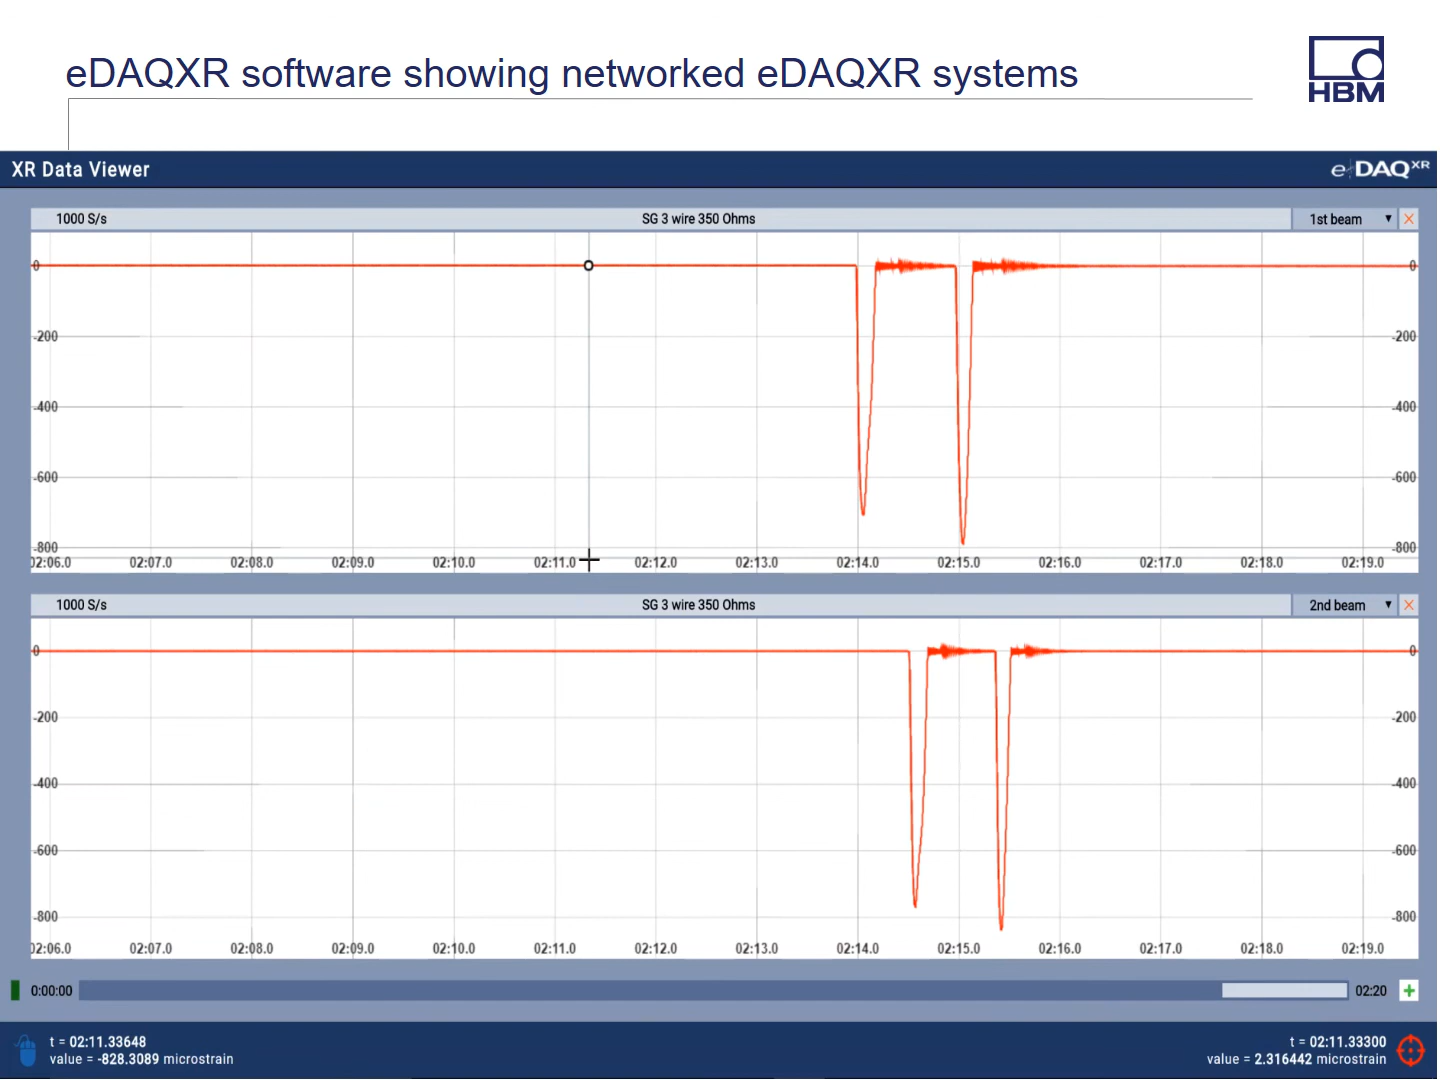 eDAQXR software showing networked eDAQXR systems
HBM
XR Data Viewer
e DAQXR
1000 S/s SG 3 wire 350 Ohms 1st beam
0 0
-200 -200
-400 -400
-600 -600
-800 -800
02:06.0 02:07.0 02:08.0 02:09.0 02:10.0 02:11.0 02:12.0 02:13.0 02:14.0 02:15.0 02:16.0 02:17.0 02:18.0 02:19.0
1000 S/s SG 3 wire 350 Ohms 2nd beam
0 0
-200 -200
-400 -400
-600 -600
-800 -800
02:06.0 02:07.0 02:08.0 02:09.0 02:10.0 02:11.0 02:12.0 02:13.0 02:14.0 02:15.0 02:16.0 02:17.0 02:18.0 02:19.0
0:00:00 02:20
t = 02:11.33648
value = -828.3089 microstrain
t = 02:11.33300
value = 2.316442 microstrain